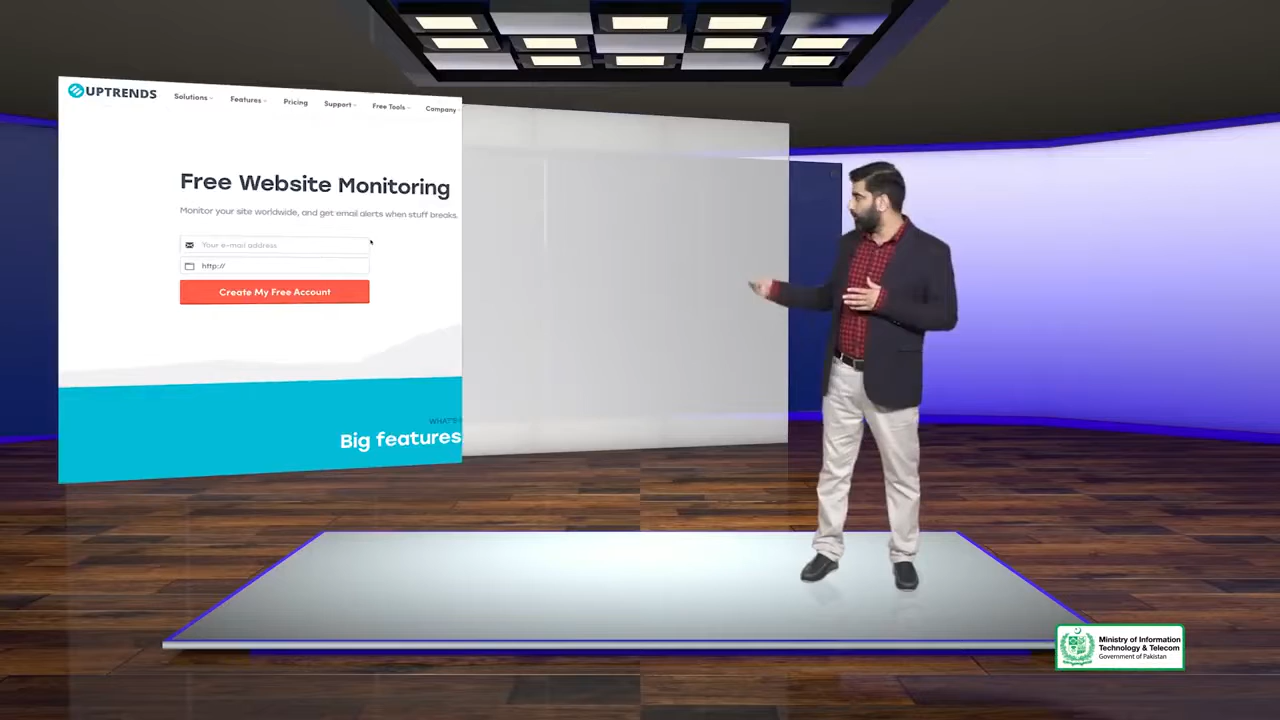 UPTRENDS
Solutions
Features
Pricing
Support
Free Tools
Company
Free Website Monitoring
Monitor your site worldwide, and get email alerts when stuff breaks.
Your e-mail address
http://
Create My Free Account
WHAT'S
Big features
Ministry of Information
Technology & Telecom
Government of Pakistan